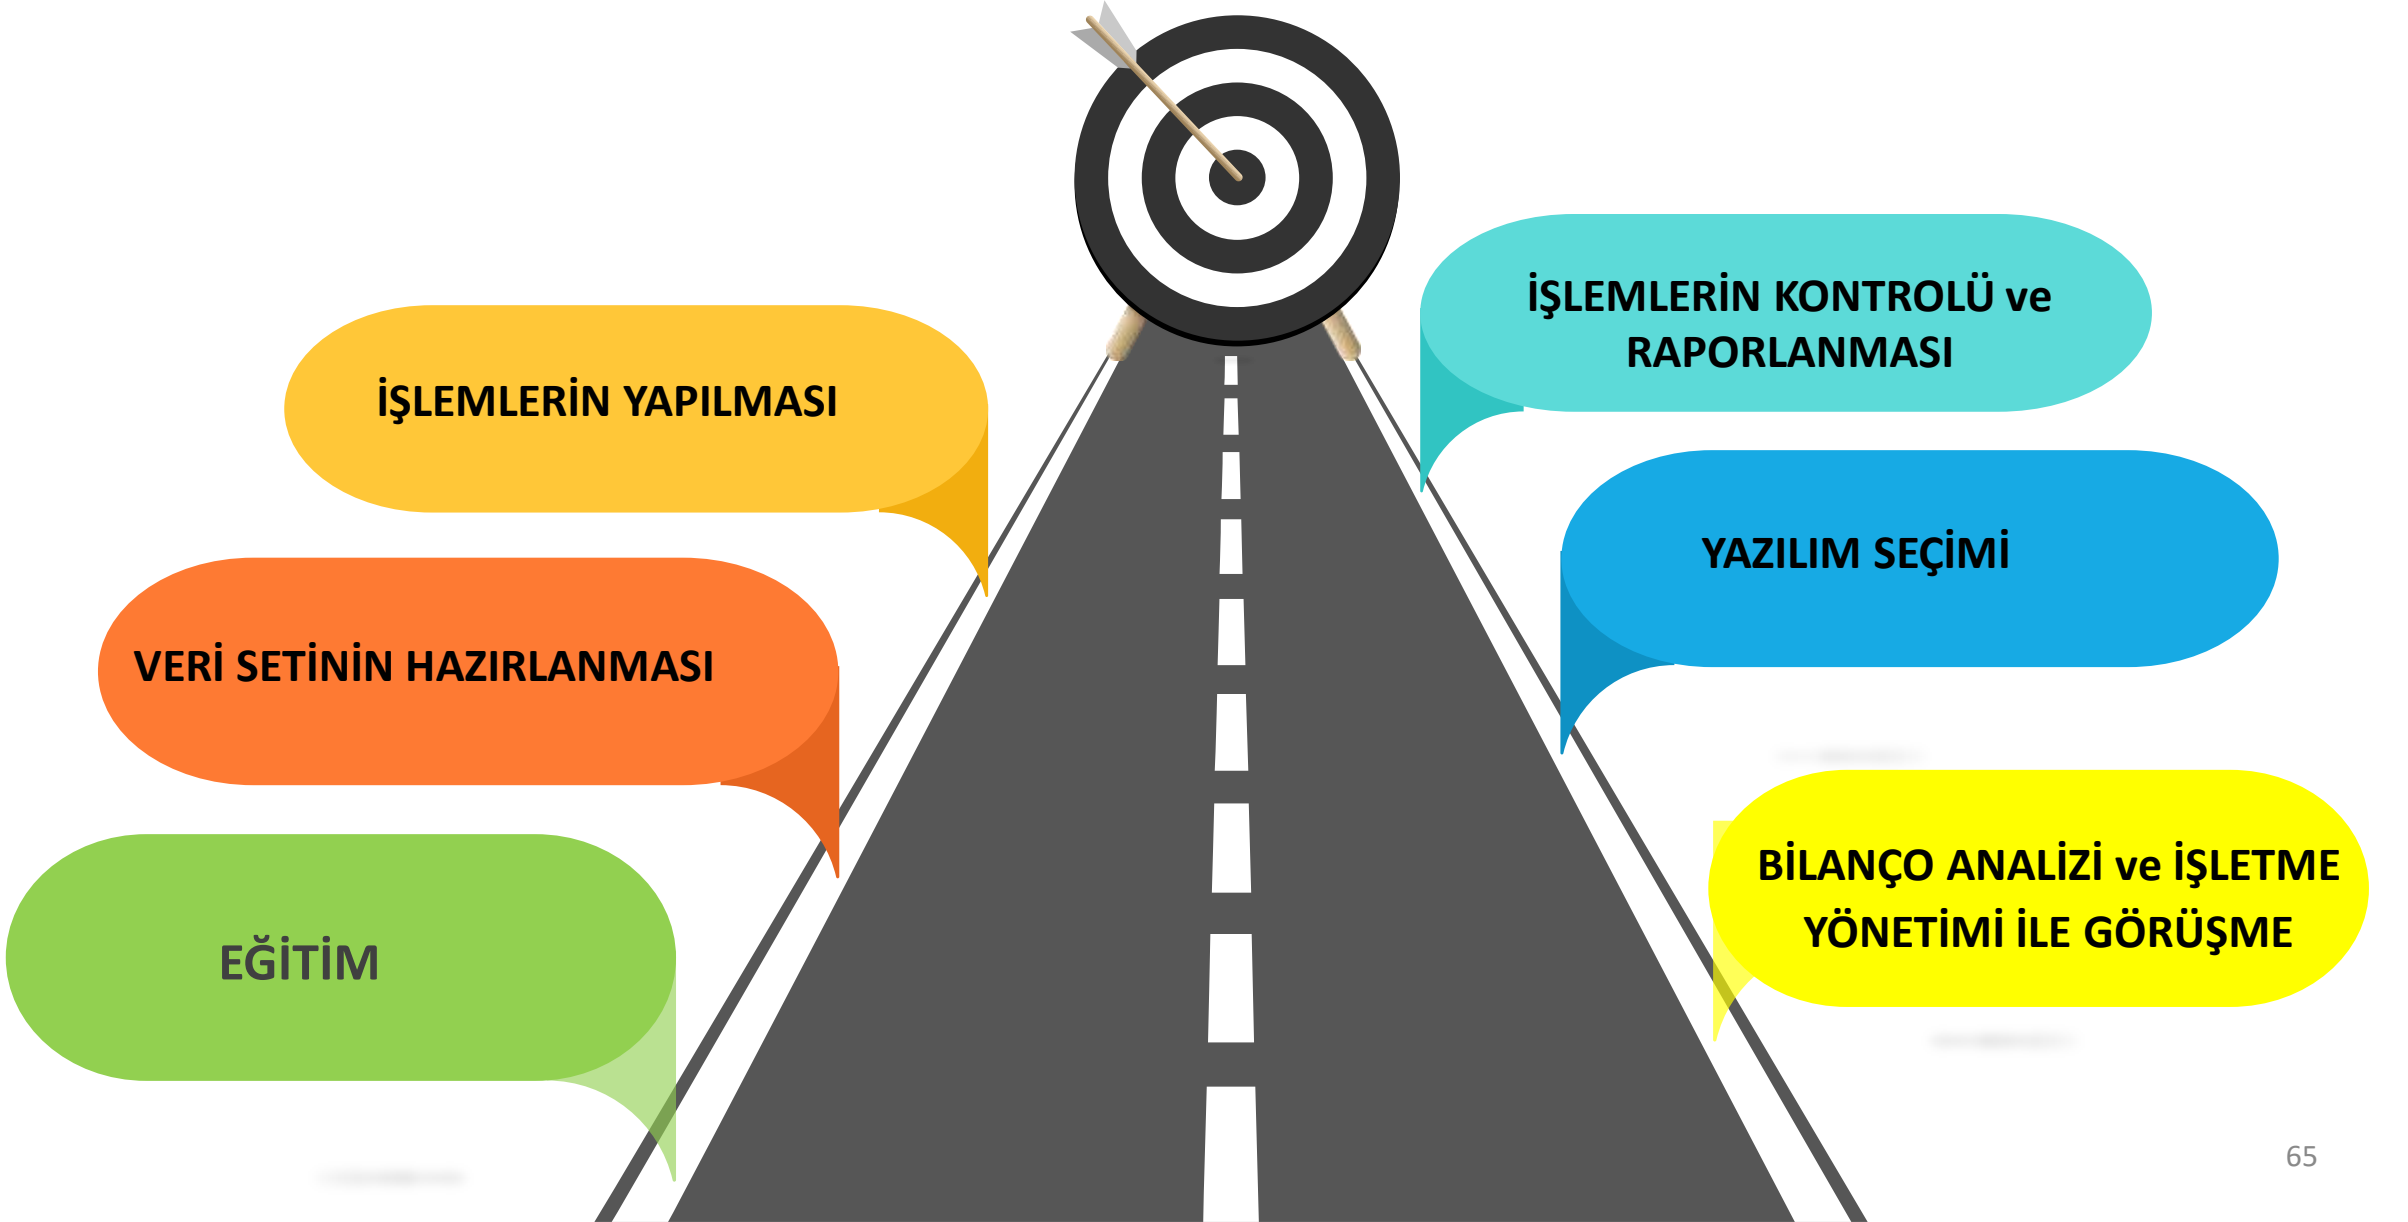 İŞLEMLERİN KONTROLÜ ve
RAPORLANMASI
İŞLEMLERİN YAPILMASI
YAZILIM SEÇİMİ
VERİ SETİNİN HAZIRLANMASI
BİLANÇO ANALİZİ ve İŞLETME
YÖNETİMİ İLE GÖRÜŞME
EĞİTİM
65